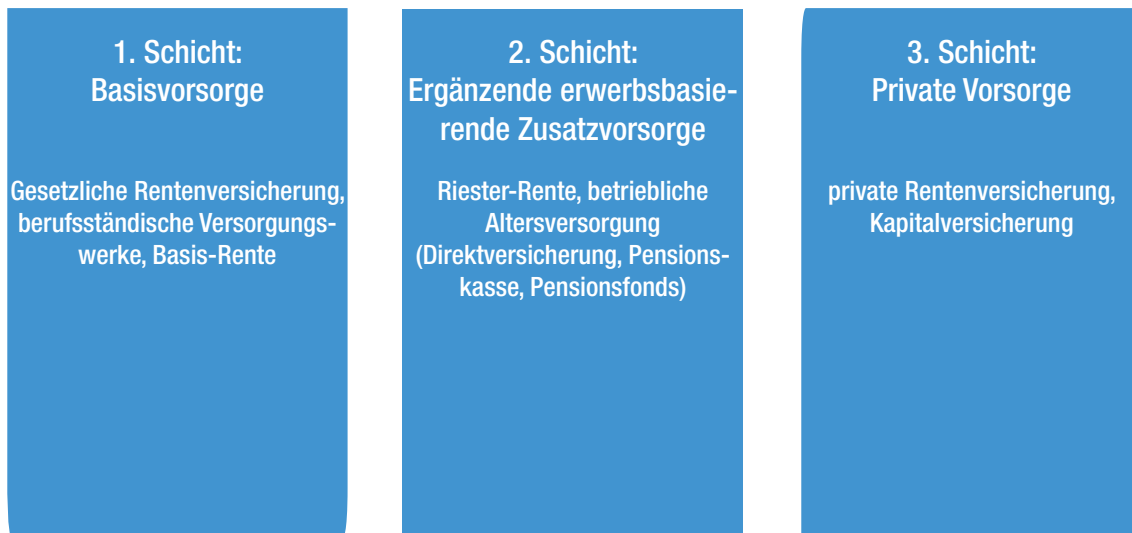 1. Schicht:
Basisvorsorge
Gesetzliche Rentenversicherung,
berufsständische Versorgungs-
werke, Basis-Rente
2. Schicht:
Ergänzende erwerbsbasie-
rende Zusatzvorsorge
Riester-Rente, betriebliche
Altersversorgung
(Direktversicherung, Pensions-
kasse, Pensionsfonds)
3. Schicht:
Private Vorsorge
private Rentenversicherung,
Kapitalversicherung